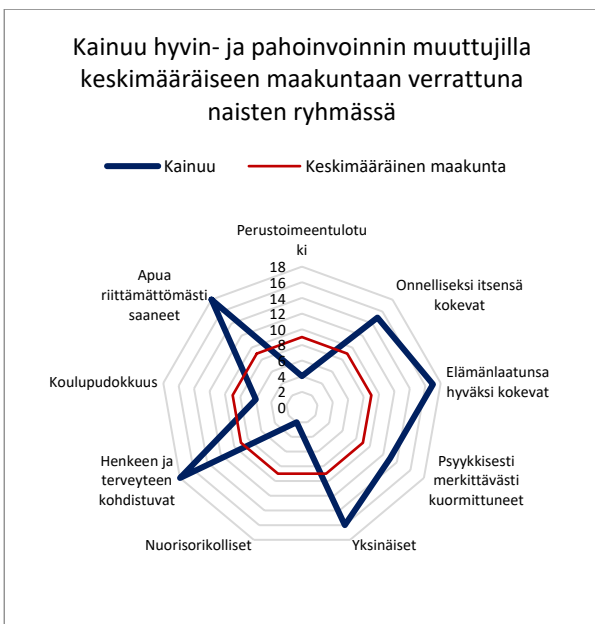 Kainuu hyvin- ja pahoinvoinnin muuttujilla
keskimääräiseen maakuntaan verrattuna
naisten ryhmässä
Kainuu
Keskimääräinen maakunta
Perustoimeentulotu
ki
Onnelliseksi itsensä
kokevat
Elämänlaatunsa
hyväksi kokevat
Psyykkisesti
merkittävästi
kuormittuneet
Yksinäiset
Nuorisorikolliset
Henkeen ja
terveyteen
kohdistuvat
Koulupudokkuus
Apua
riittämättömästi
saaneet
18
16
14
12
10
8
6
4
2
0